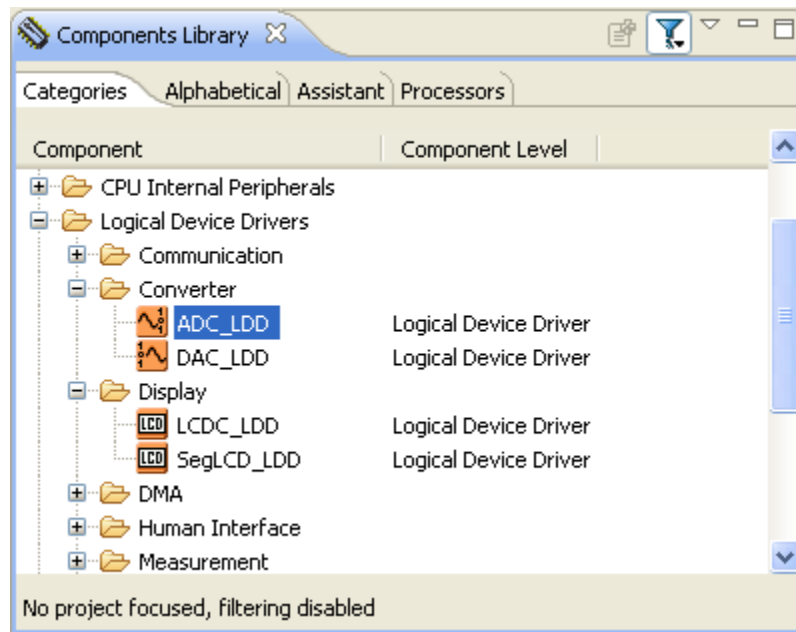 Components Library
Categories Alphabetical Assistant Processors
Component Component Level
CPU Internal Peripherals
Logical Device Drivers
Communication
Converter
ADC_LDD Logical Device Driver
DAC_LDD Logical Device Driver
Display
LCD LCDC_LDD Logical Device Driver
LCD SegLCD_LDD Logical Device Driver
DMA
Human Interface
Measurement
No project focused, filtering disabled